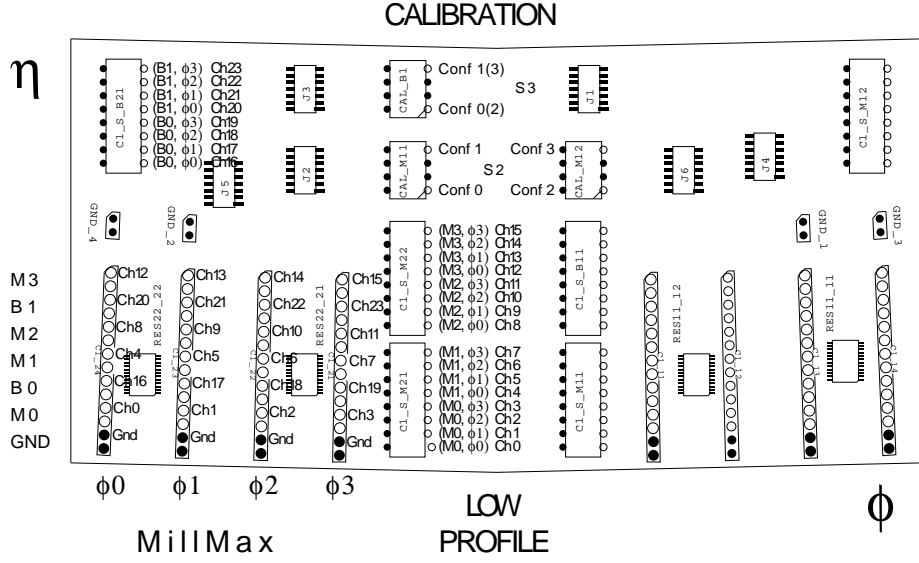 CALIBRATION
η
C1_S_B21
(B1, ϕ3) Ch23
(B1, ϕ2) Ch22
(B1, ϕ1) Ch21
(B1, ϕ0) Ch20
(B0, ϕ3) Ch19
(B0, ϕ2) Ch18
(B0, ϕ1) Ch17
(B0, ϕ0) Ch16
J3
CAL_B1
Conf 1(3)
Conf 0(2)
S3
J1
C1_S_M12
J5
J2
CAL_M11
Conf 1
Conf 0
S2
Conf 3
Conf 2
CAL_M12
J6
J4
GND_4
GND_2
GND_1
GND_3
C1_S_M22
(M3, ϕ3) Ch15
(M3, ϕ2) Ch14
(M3, ϕ1) Ch13
(M3, ϕ0) Ch12
(M2, ϕ3) Ch11
(M2, ϕ2) Ch10
(M2, ϕ1) Ch9
(M2, ϕ0) Ch8
C1_S_B11
C1_S_M21
(M1, ϕ3) Ch7
(M1, ϕ2) Ch6
(M1, ϕ1) Ch5
(M1, ϕ0) Ch4
(M0, ϕ3) Ch3
(M0, ϕ2) Ch2
(M0, ϕ1) Ch1
(M0, ϕ0) Ch0
C1_S_M11
M3 Ch12 Ch13 Ch14 Ch15
B1 Ch20 Ch21 Ch22 Ch23
M2 Ch8 Ch9 Ch10 Ch11
M1 Ch4 Ch5 Ch6 Ch7
B0 Ch16 Ch17 Ch18 Ch19
M0 Ch0 Ch1 Ch2 Ch3
GND Gnd Gnd Gnd Gnd
RES22_22
RES22_21
RES11_12
RES11_11
C1_24
C1_23
C1_22
C1_21
C1_11
C1_12
C1_13
C1_14
ϕ0 ϕ1 ϕ2 ϕ3
LOW
PROFILE
ϕ
MillMax